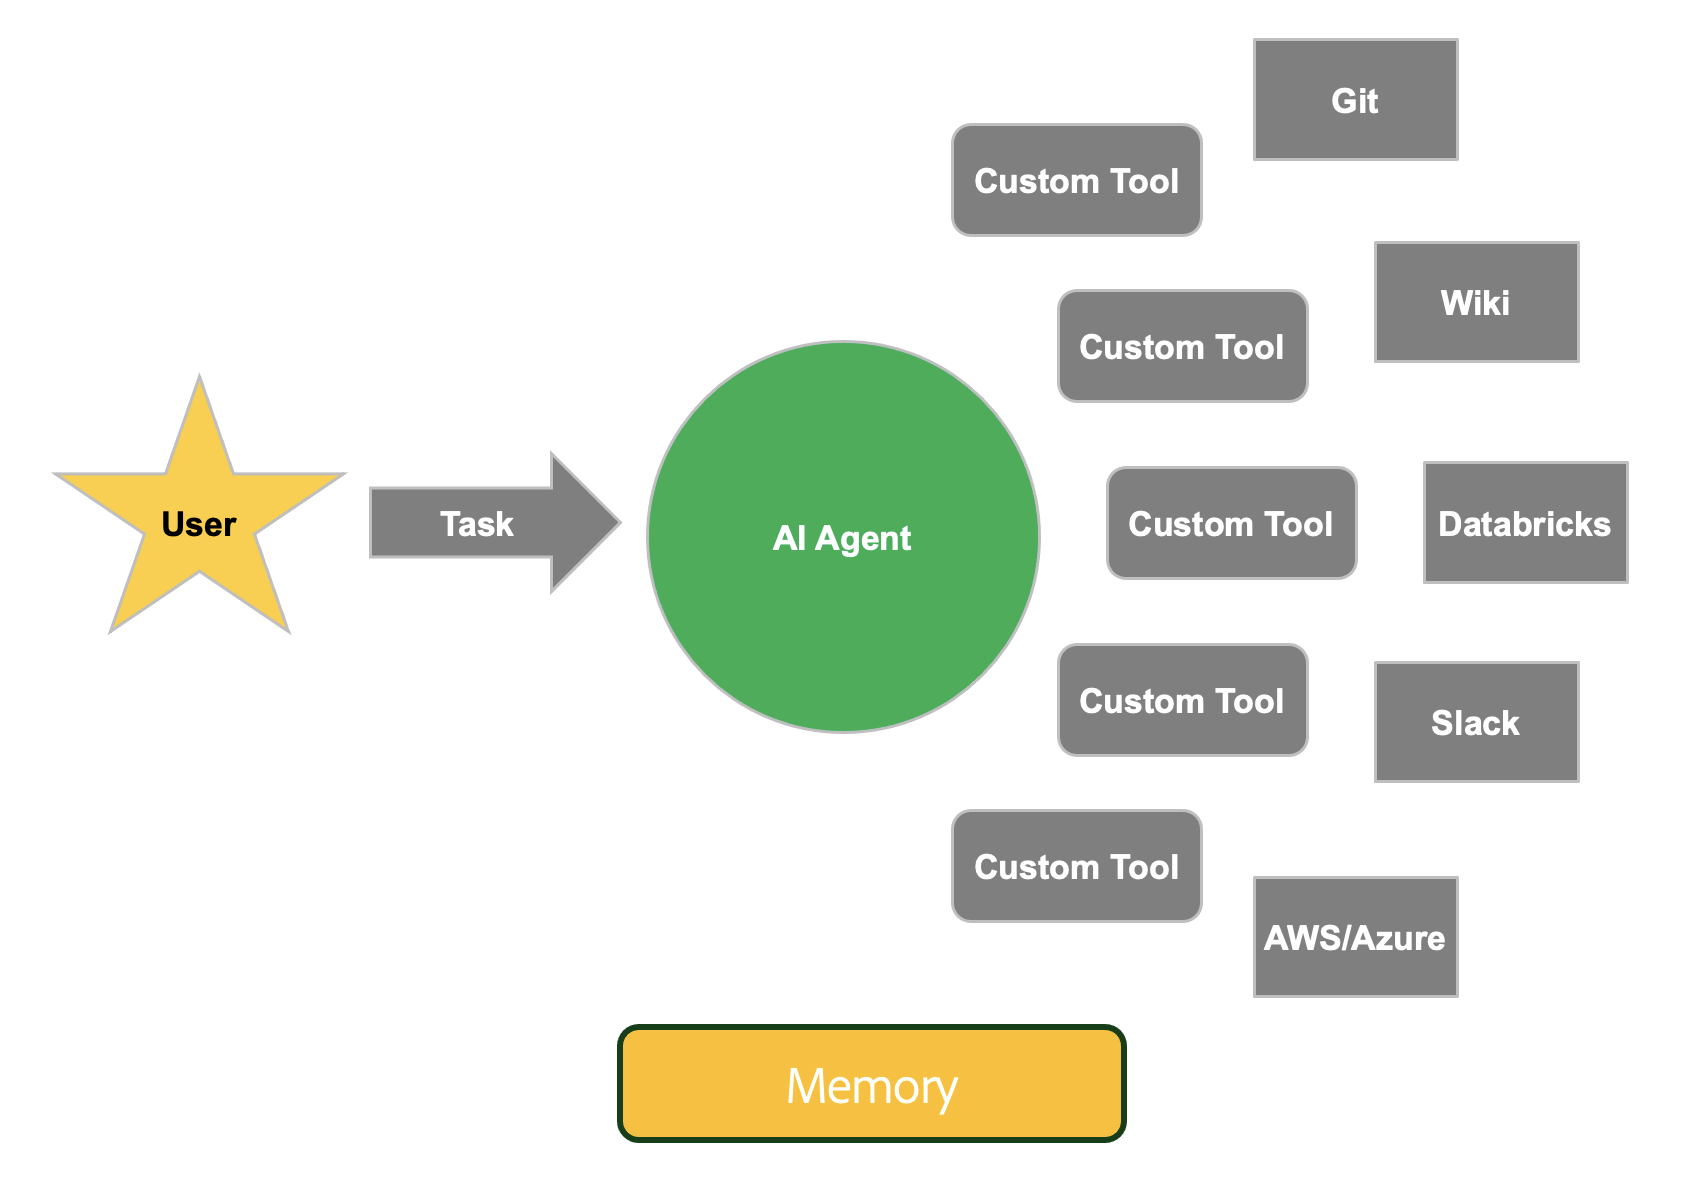 Git
Custom Tool
Wiki
Custom Tool
User
Task
AI Agent
Custom Tool
Databricks
Custom Tool
Slack
Custom Tool
AWS/Azure
Memory